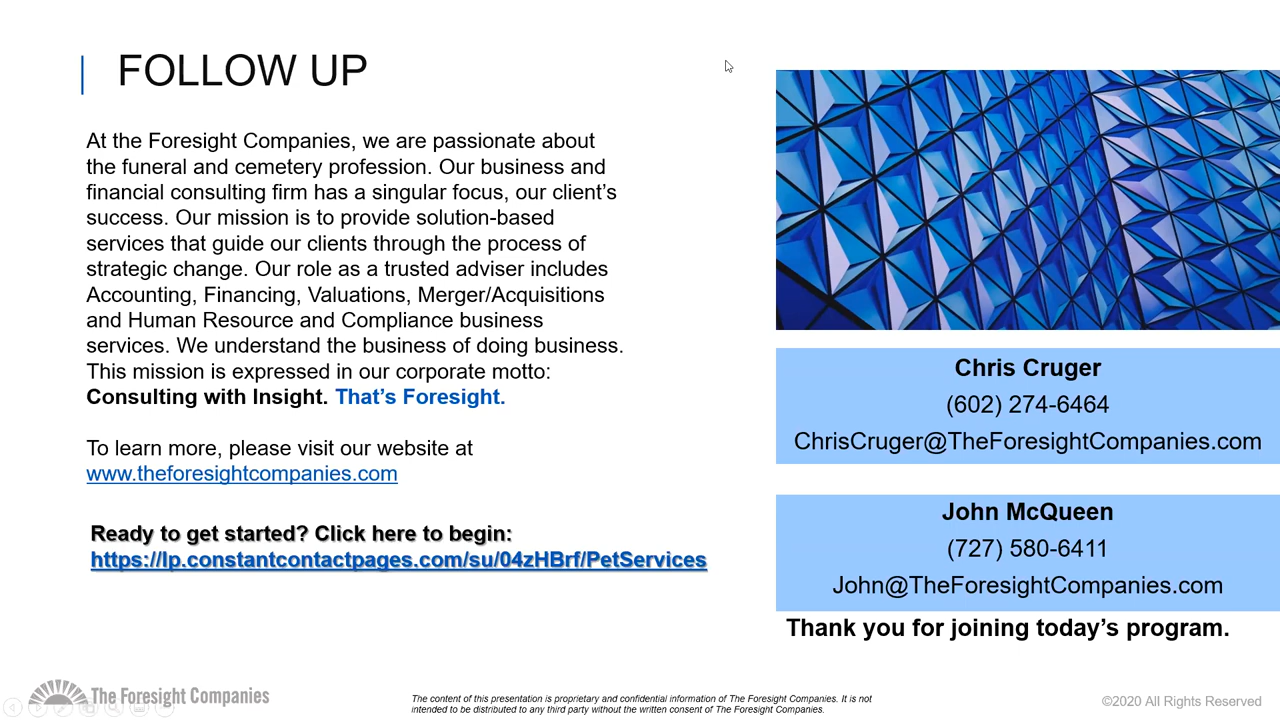 FOLLOW UP
At the Foresight Companies, we are passionate about
the funeral and cemetery profession. Our business and
financial consulting firm has a singular focus, our client’s
success. Our mission is to provide solution-based
services that guide our clients through the process of
strategic change. Our role as a trusted adviser includes
Accounting, Financing, Valuations, Merger/Acquisitions
and Human Resource and Compliance business
services. We understand the business of doing business.
This mission is expressed in our corporate motto:
Consulting with Insight. That’s Foresight.
To learn more, please visit our website at
www.theforesightcompanies.com
Ready to get started? Click here to begin:
https://lp.constantcontactpages.com/su/04zHBrf/PetServices
Chris Cruger
(602) 274-6464
ChrisCruger@TheForesightCompanies.com
John McQueen
(727) 580-6411
John@TheForesightCompanies.com
Thank you for joining today’s program.
The Foresight Companies
The content of this presentation is proprietary and confidential information of The Foresight Companies. It is not
intended to be distributed to any third party without the written consent of The Foresight Companies.
©2020 All Rights Reserved